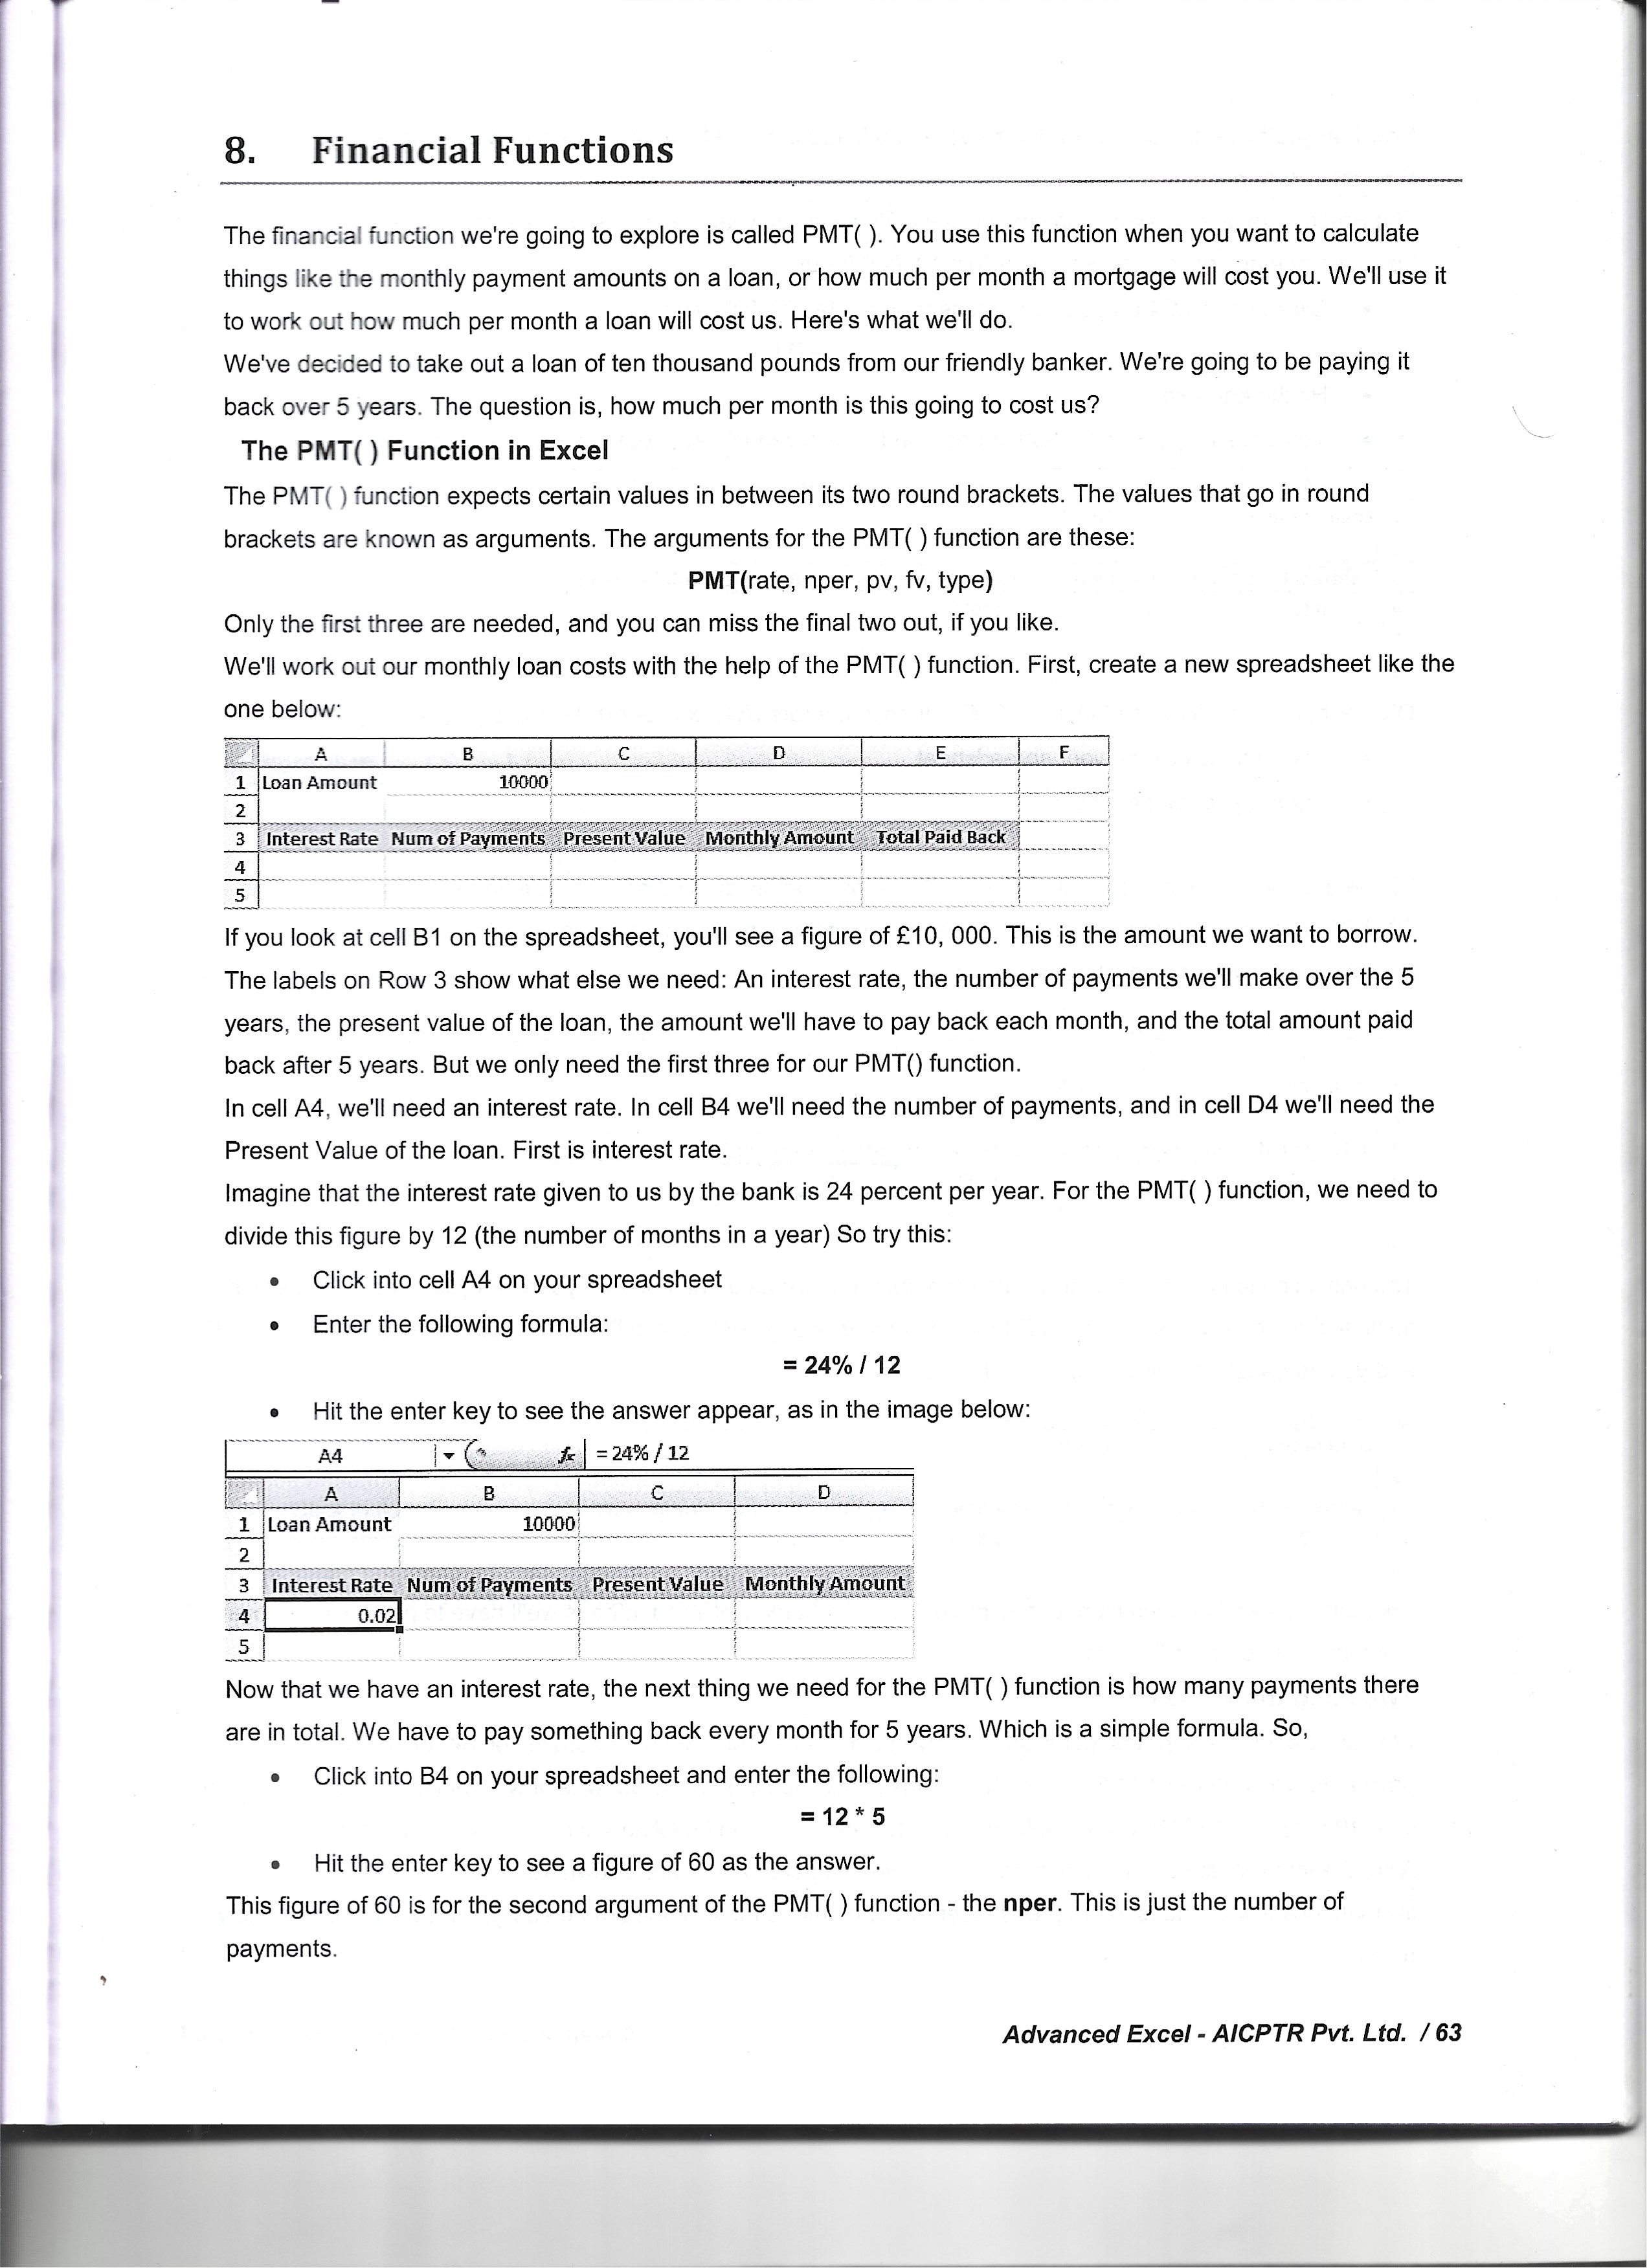 8. Financial Functions
The financial function we're going to explore is called PMT( ). You use this function when you want to calculate
things like the monthly payment amounts on a loan, or how much per month a mortgage will cost you. We'll use it
to work out how much per month a loan will cost us. Here's what we'll do.
We've decided to take out a loan of ten thousand pounds from our friendly banker. We're going to be paying it
back over 5 years. The question is, how much per month is this going to cost us?
The PMT( ) Function in Excel
The PMT( ) function expects certain values in between its two round brackets. The values that go in round
brackets are known as arguments. The arguments for the PMT( ) function are these:
PMT(rate, nper, pv, fv, type)
Only the first three are needed, and you can miss the final two out, if you like.
We'll work out our monthly loan costs with the help of the PMT( ) function. First, create a new spreadsheet like the
one below:
A B C D E F
1 Loan Amount 10000
2
3 Interest Rate Num of Payments Present Value Monthly Amount Total Paid Back
4
5
If you look at cell B1 on the spreadsheet, you'll see a figure of £10, 000. This is the amount we want to borrow.
The labels on Row 3 show what else we need: An interest rate, the number of payments we'll make over the 5
years, the present value of the loan, the amount we'll have to pay back each month, and the total amount paid
back after 5 years. But we only need the first three for our PMT() function.
In cell A4, we'll need an interest rate. In cell B4 we'll need the number of payments, and in cell D4 we'll need the
Present Value of the loan. First is interest rate.
Imagine that the interest rate given to us by the bank is 24 percent per year. For the PMT( ) function, we need to
divide this figure by 12 (the number of months in a year) So try this:
• Click into cell A4 on your spreadsheet
• Enter the following formula:
= 24% / 12
• Hit the enter key to see the answer appear, as in the image below:
A4 fx =24% / 12
A B C D
1 Loan Amount 10000
2
3 Interest Rate Num of Payments Present Value Monthly Amount
4 0.02
5
Now that we have an interest rate, the next thing we need for the PMT( ) function is how many payments there
are in total. We have to pay something back every month for 5 years. Which is a simple formula. So,
• Click into B4 on your spreadsheet and enter the following:
= 12 * 5
• Hit the enter key to see a figure of 60 as the answer.
This figure of 60 is for the second argument of the PMT( ) function - the nper. This is just the number of
payments.
Advanced Excel - AICPTR Pvt. Ltd. / 63